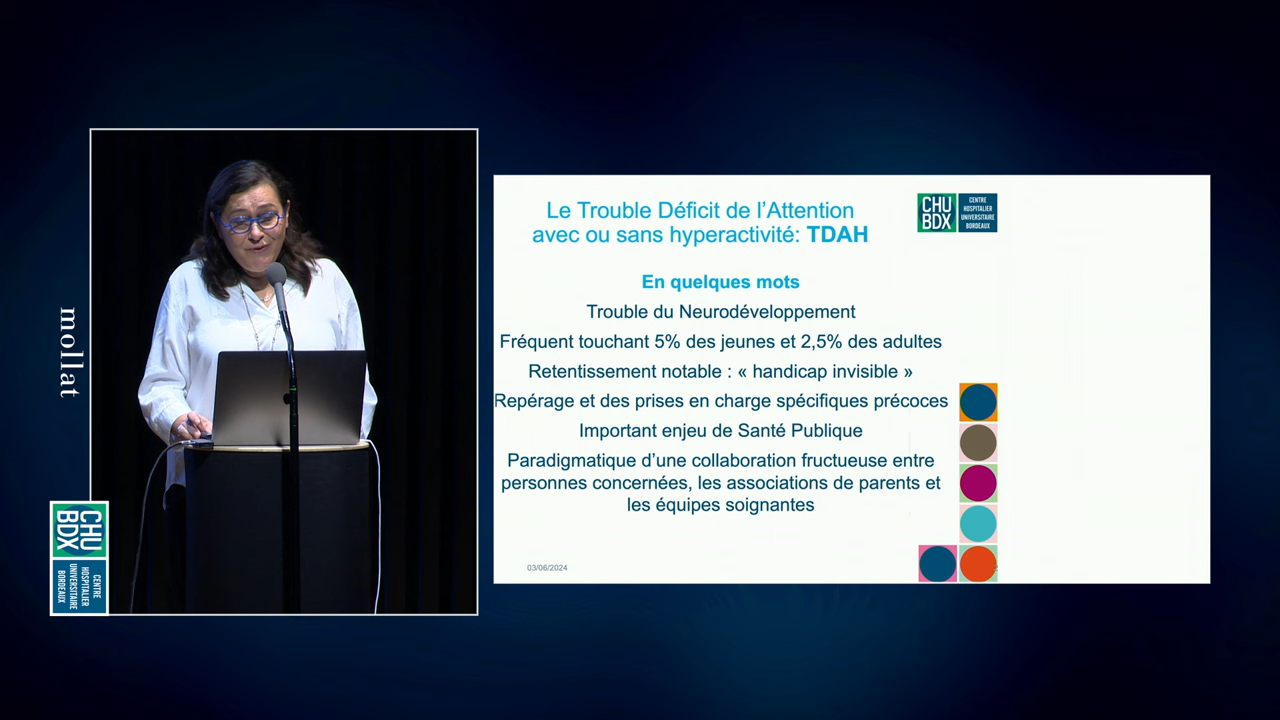 mollat
CHU
BDX
CENTRE
HOSPITALIER
UNIVERSITAIRE
BORDEAUX
Le Trouble Déficit de l’Attention
avec ou sans hyperactivité: TDAH
CHU
BDX
CENTRE
HOSPITALIER
UNIVERSITAIRE
BORDEAUX
En quelques mots
Trouble du Neurodéveloppement
Fréquent touchant 5% des jeunes et 2,5% des adultes
Retentissement notable : « handicap invisible »
Repérage et des prises en charge spécifiques précoces
Important enjeu de Santé Publique
Paradigmatique d’une collaboration fructueuse entre
personnes concernées, les associations de parents et
les équipes soignantes
03/06/2024